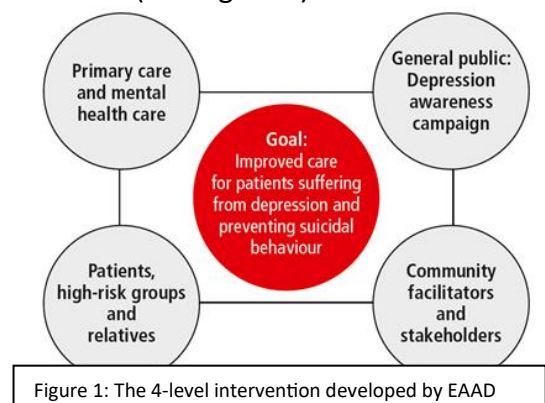 Primary care
and mental
health care
General public:
Depression
awareness
campaign
Goal:
Improved care
for patients suffering
from depression and
preventing suicidal
behaviour
Patients,
high-risk groups
and
relatives
Community
facilitators
and
stakeholders
Figure 1: The 4-level intervention developed by EAAD